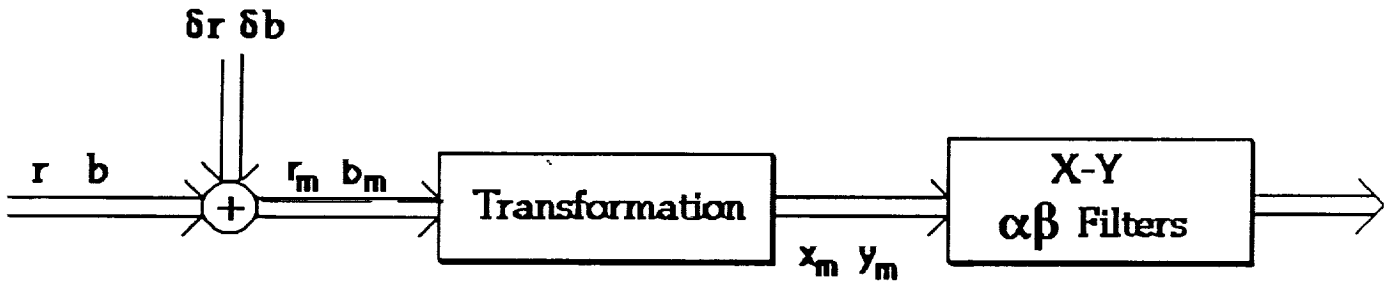 δr δb
r b
+
r_m b_m
Transformation
x_m y_m
X-Y
αβ Filters